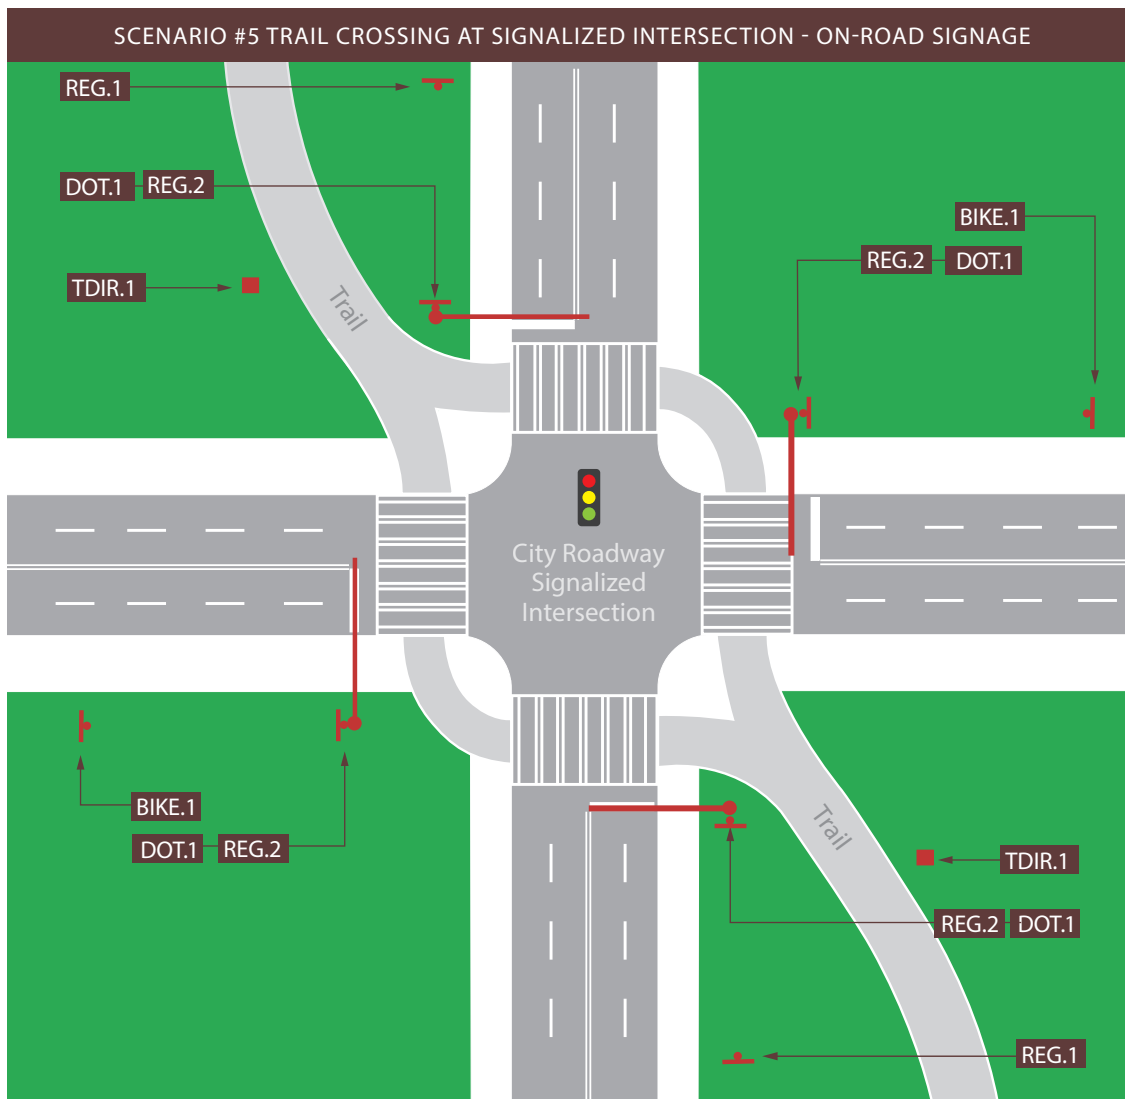 SCENARIO #5 TRAIL CROSSING AT SIGNALIZED INTERSECTION - ON-ROAD SIGNAGE
REG.1
DOT.1 REG.2
BIKE.1
REG.2 DOT.1
TDIR.1
Trail
City Roadway
Signalized
Intersection
BIKE.1
DOT.1 REG.2
Trail
TDIR.1
REG.2 DOT.1
REG.1